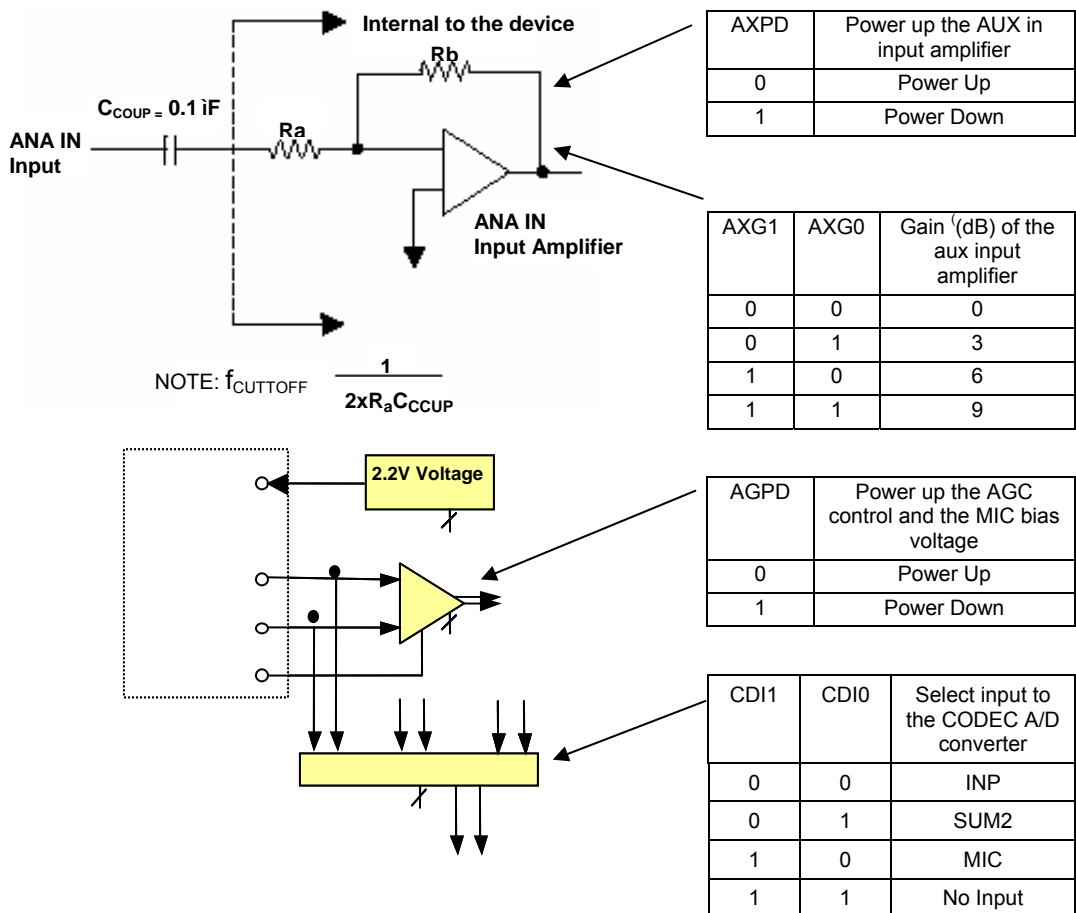 Internal to the device
Rb
C_COUP = 0.1 ìF
Ra
ANA IN
Input
ANA IN
Input Amplifier
NOTE: f_CUTTOFF 1
2xR_aC_CCUP
AXPD Power up the AUX in
input amplifier
0 Power Up
1 Power Down
AXG1 AXG0 Gain ⁽(dB) of the
aux input
amplifier
0 0 0
0 1 3
1 0 6
1 1 9
2.2V Voltage
AGPD Power up the AGC
control and the MIC bias
voltage
0 Power Up
1 Power Down
CDI1 CDI0 Select input to
the CODEC A/D
converter
0 0 INP
0 1 SUM2
1 0 MIC
1 1 No Input